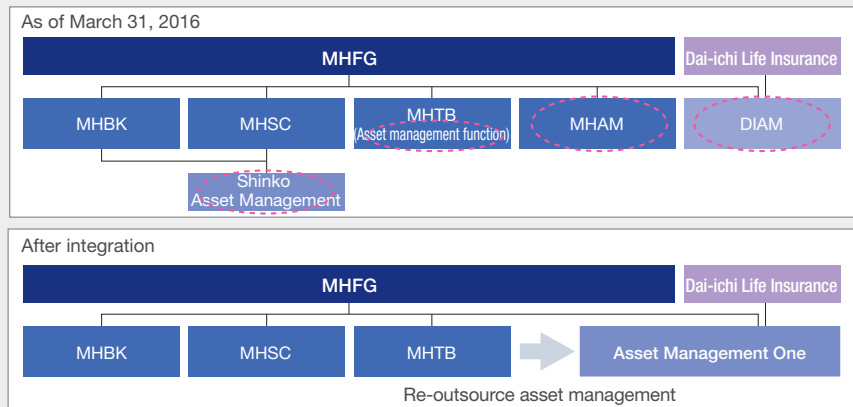 As of March 31, 2016
MHFG
Dai-ichi Life Insurance
MHBK
MHSC
MHTB
(Asset management function)
MHAM
DIAM
Shinko
Asset Management
After integration
MHFG
Dai-ichi Life Insurance
MHBK
MHSC
MHTB
Asset Management One
Re-outsource asset management